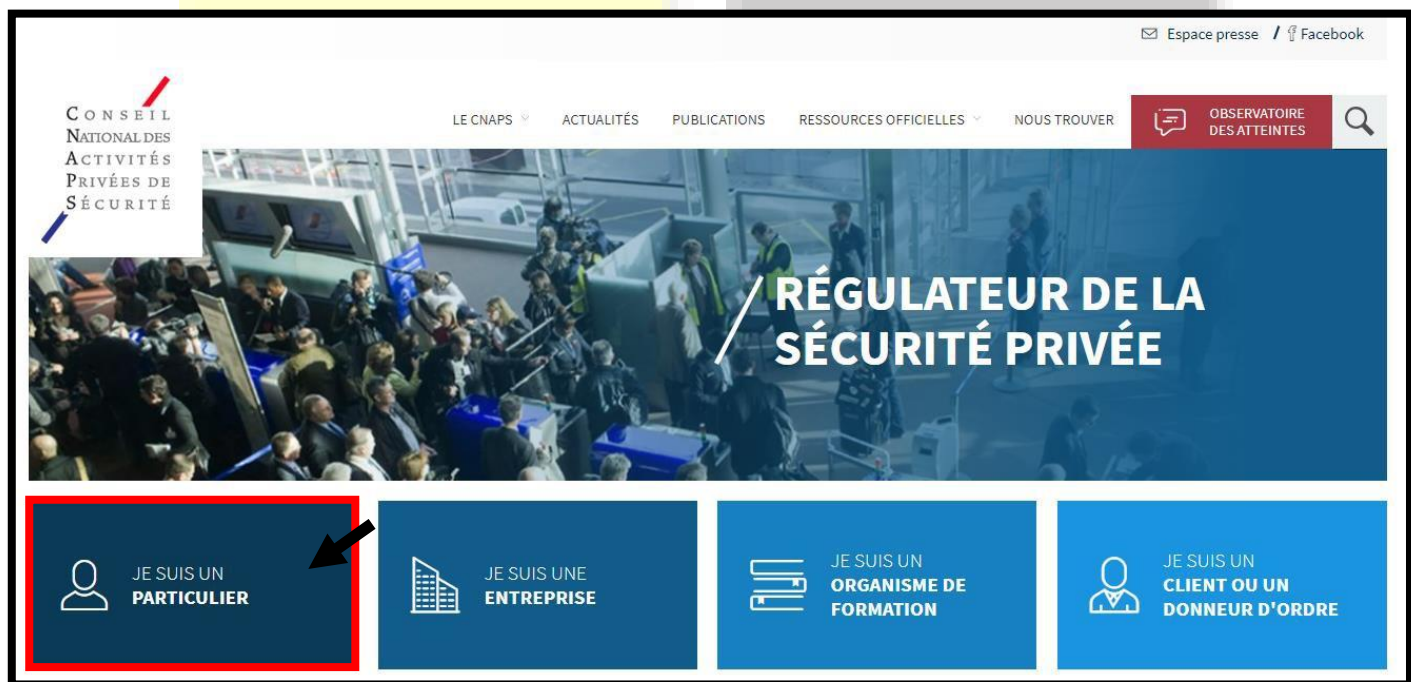 Espace presse / Facebook
CONSEIL
NATIONAL DES
ACTIVITÉS
PRIVÉES DE
SÉCURITÉ
LE CNAPS
ACTUALITÉS
PUBLICATIONS
RESSOURCES OFFICIELLES
NOUS TROUVER
OBSERVATOIRE
DES ATTEINTES
RÉGULATEUR DE LA
SÉCURITÉ PRIVÉE
JE SUIS UN
PARTICULIER
JE SUIS UNE
ENTREPRISE
JE SUIS UN
ORGANISME DE
FORMATION
JE SUIS UN
CLIENT OU UN
DONNEUR D'ORDRE